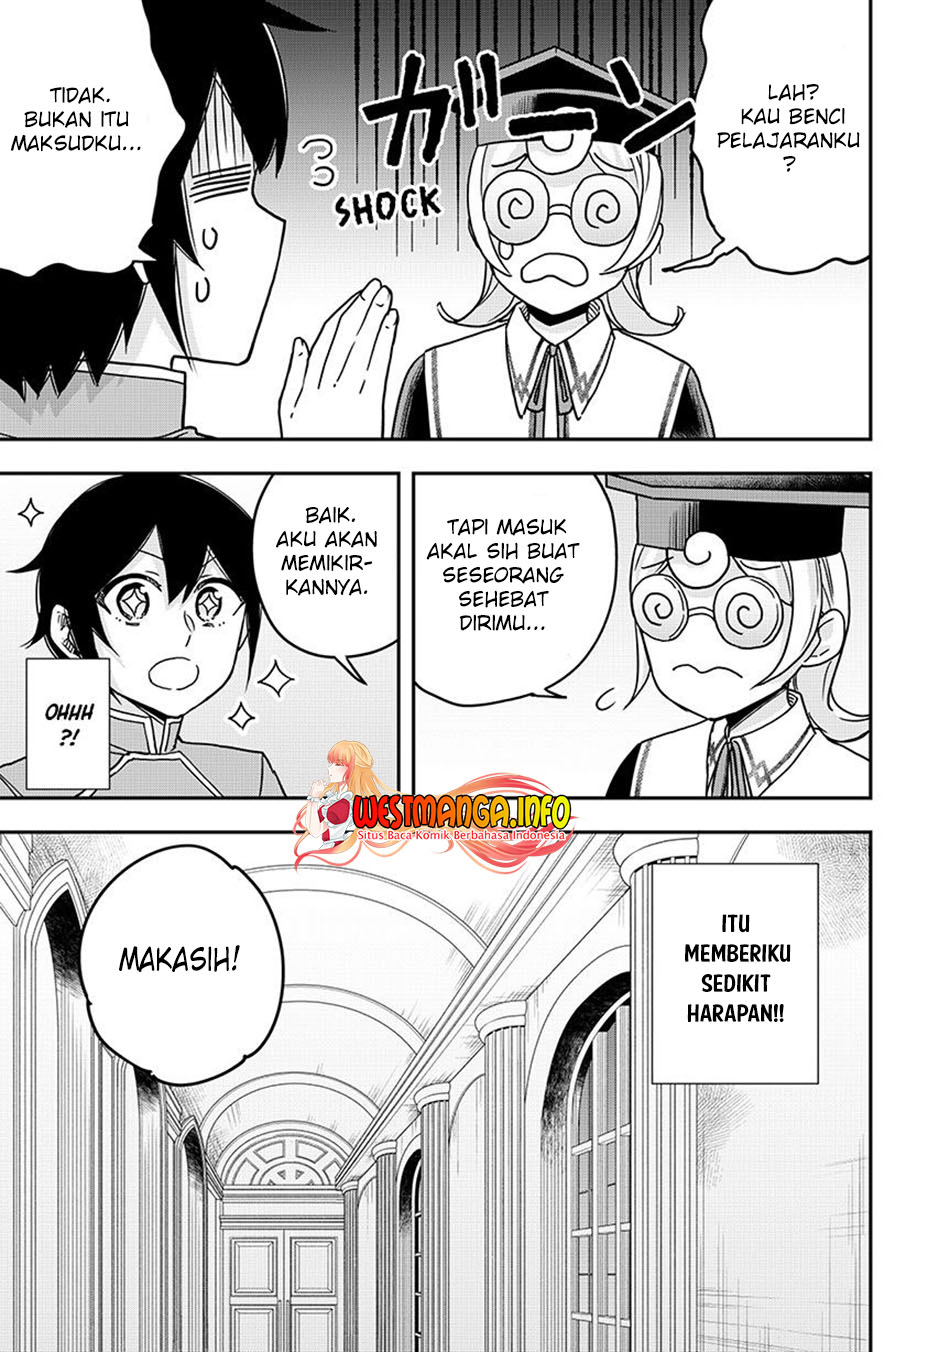 LAH?
KAU BENCI
PELAJARANKU
?
ガーン
SHOCK
TIDAK.
BUKAN ITU
MAKSUDKU...
TAPI MASUK
AKAL SIH BUAT
SESEORANG
SEHEBAT
DIRIMU...
BAIK.
AKU AKAN
MEMIKIR-
KANNYA.
OHHH
?!
WESTMANGA.INFO
Situs Baca Komik Berbahasa Indonesia
ITU
MEMBERIKU
SEDIKIT
HARAPAN!!
MAKASIH!